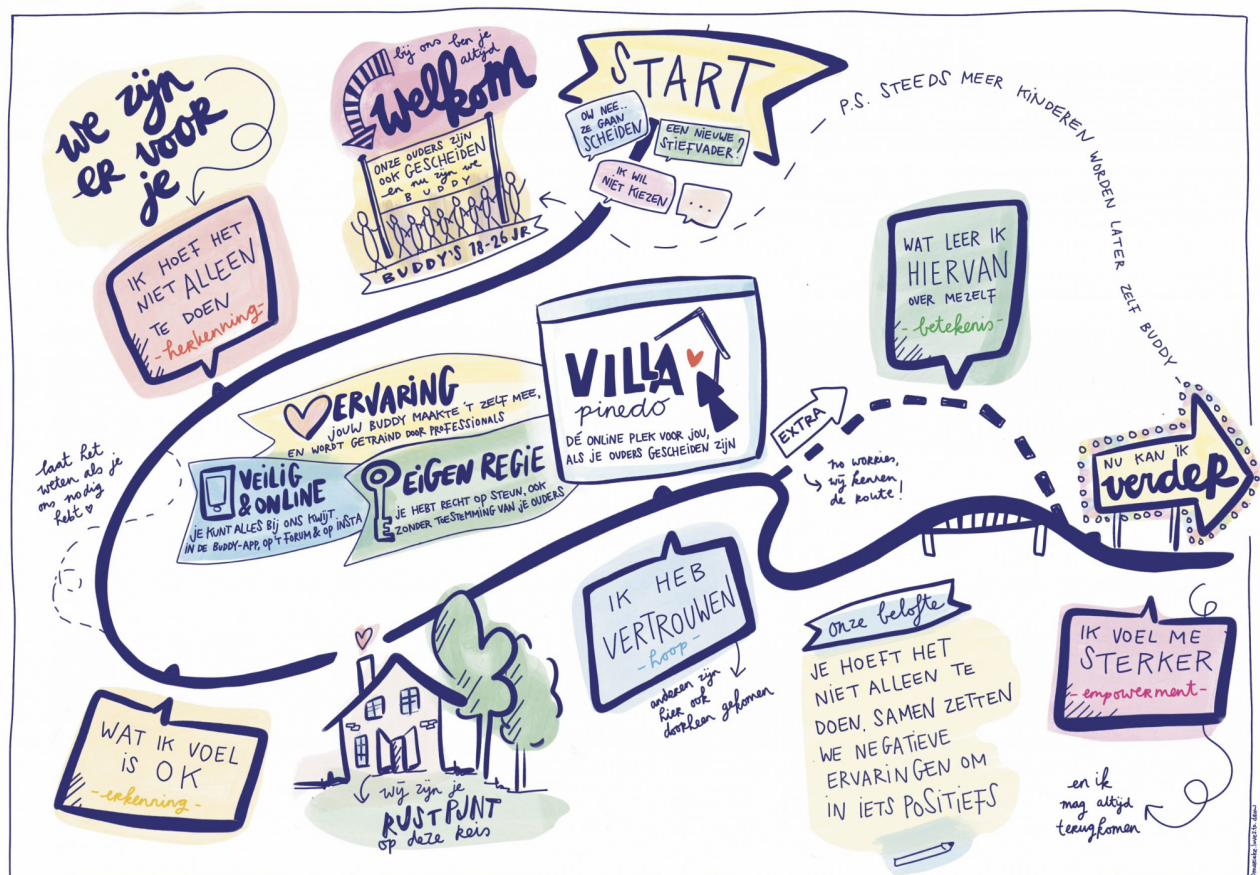 we zijn
er voor
je
bij ons ben je
altijd
welkom
START
OW NEE..
ZE GAAN
SCHEIDEN
EEN NIEUWE
STIEFVADER?
IK WIL
NIET KIEZEN
...
P.S. STEEDS MEER KINDEREN WORDEN LATER ZELF BUDDY
ONZE OUDERS ZIJN
OOK GESCHEIDEN
en nu zijn we
BUDDY
BUDDY'S 18-26 JR
IK HOEF HET
NIET ALLEEN
TE DOEN
-herkenning-
WAT LEER IK
HIERVAN
OVER MEZELF
-betekenis-
VILLA
pinedo
DÉ ONLINE PLEK VOOR JOU,
ALS JE OUDERS GESCHEIDEN ZIJN
ERVARING
JOUW BUDDY MAAKTE 'T ZELF MEE,
EN WORDT GETRAIND DOOR PROFESSIONALS
VEILIG
& ONLINE
JE KUNT ALLES BIJ ONS KWIJT
IN DE BUDDY-APP, OP 'T FORUM & OP INSTA
EIGEN REGIE
JE HEBT RECHT OP STEUN, OOK
ZONDER TOESTEMMING VAN JE OUDERS
EXTRA
no worries,
wij kennen
de route!
NU KAN IK
verder
laat het
weten als je
ons nodig
hebt
IK HEB
VERTROUWEN
-hoop-
anderen zijn
hier ook
doorheen gekomen
onze belofte
JE HOEFT HET
NIET ALLEEN TE
DOEN. SAMEN ZETTEN
WE NEGATIEVE
ERVARINGEN OM
IN IETS POSITIEFS
IK VOEL ME
STERKER
-empowerment-
en ik
mag altijd
terugkomen
WAT IK VOEL
IS OK
-erkenning-
wij zijn je
RUSTPUNT
op deze reis